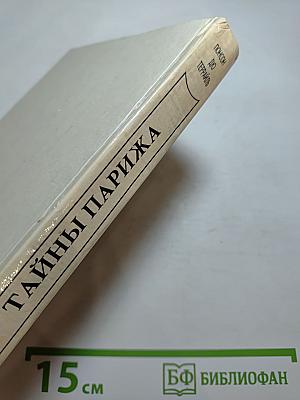 ПОНСОН
ДЮ
ТЕРРАЙЛЬ
ТАЙНЫ ПАРИЖА
15 см
БФ БИБЛИОФАН